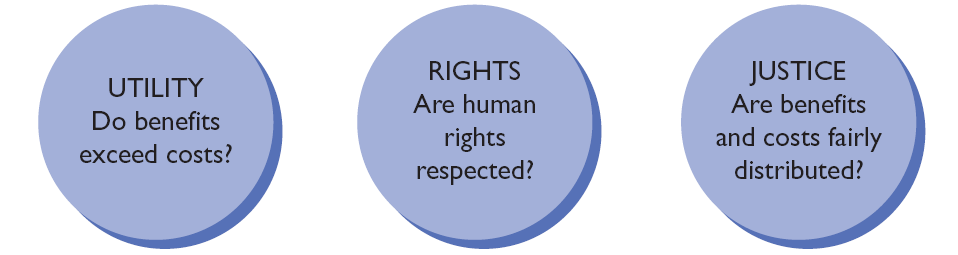 UTILITY
Do benefits
exceed costs?
RIGHTS
Are human
rights
respected?
JUSTICE
Are benefits
and costs fairly
distributed?